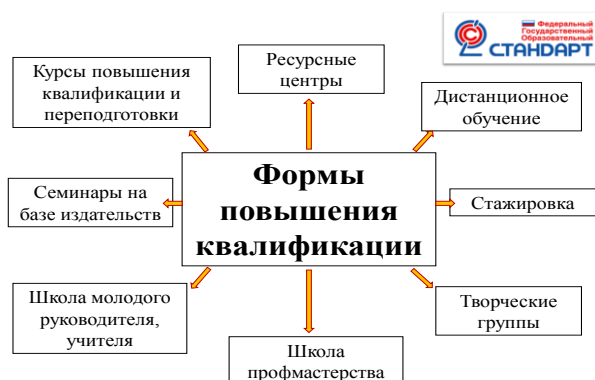 Федеральный
Государственный
Образовательный
СТАНДАРТ
Ресурсные
центры
Курсы повышения
квалификации и
переподготовки
Дистанционное
обучение
Формы
повышения
квалификации
Семинары на
базе издательств
Стажировка
Школа молодого
руководителя,
учителя
Творческие
группы
Школа
профмастерства